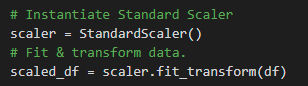 # Instantiate Standard Scaler
scaler = StandardScaler()
# Fit & transform data.
scaled_df = scaler.fit_transform(df)